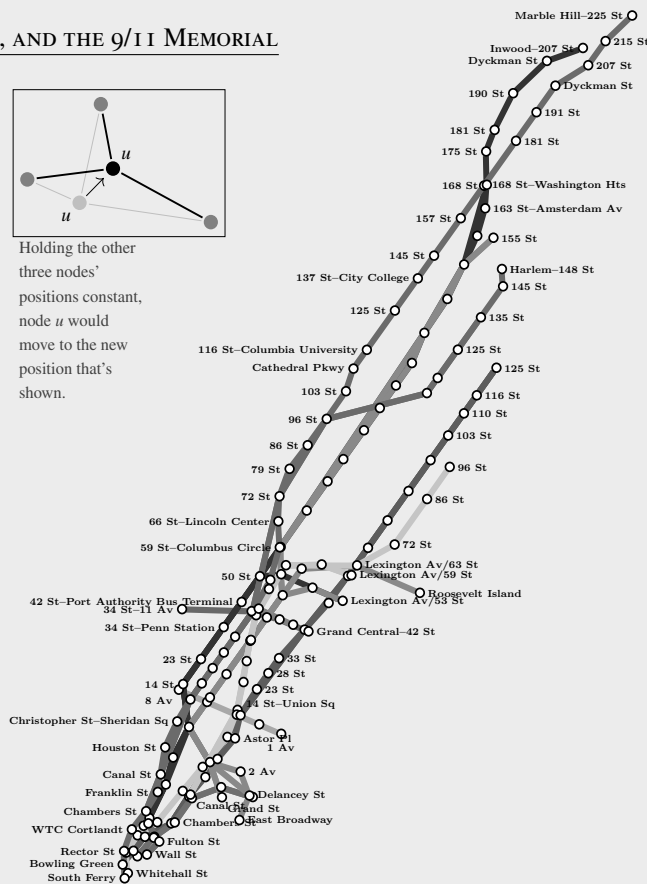 , AND THE 9/11 MEMORIAL
u
u
Holding the other
three nodes'
positions constant,
node u would
move to the new
position that's
shown.
Marble Hill–225 St
215 St
Inwood–207 St
Dyckman St
207 St
Dyckman St
190 St
191 St
181 St
181 St
175 St
168 St
168 St–Washington Hts
163 St–Amsterdam Av
157 St
155 St
145 St
Harlem–148 St
137 St–City College
145 St
125 St
135 St
116 St–Columbia University
125 St
Cathedral Pkwy
125 St
103 St
116 St
110 St
96 St
103 St
86 St
96 St
79 St
86 St
72 St
66 St–Lincoln Center
72 St
59 St–Columbus Circle
Lexington Av/63 St
50 St
Lexington Av/59 St
Roosevelt Island
42 St–Port Authority Bus Terminal
Lexington Av/53 St
34 St–11 Av
34 St–Penn Station
Grand Central–42 St
23 St
33 St
28 St
14 St
23 St
8 Av
14 St–Union Sq
Christopher St–Sheridan Sq
Astor Pl
Houston St
1 Av
Canal St
2 Av
Franklin St
Delancey St
Canal St
Grand St
Chambers St
East Broadway
WTC Cortlandt
Chambers St
Fulton St
Rector St
Wall St
Bowling Green
Whitehall St
South Ferry